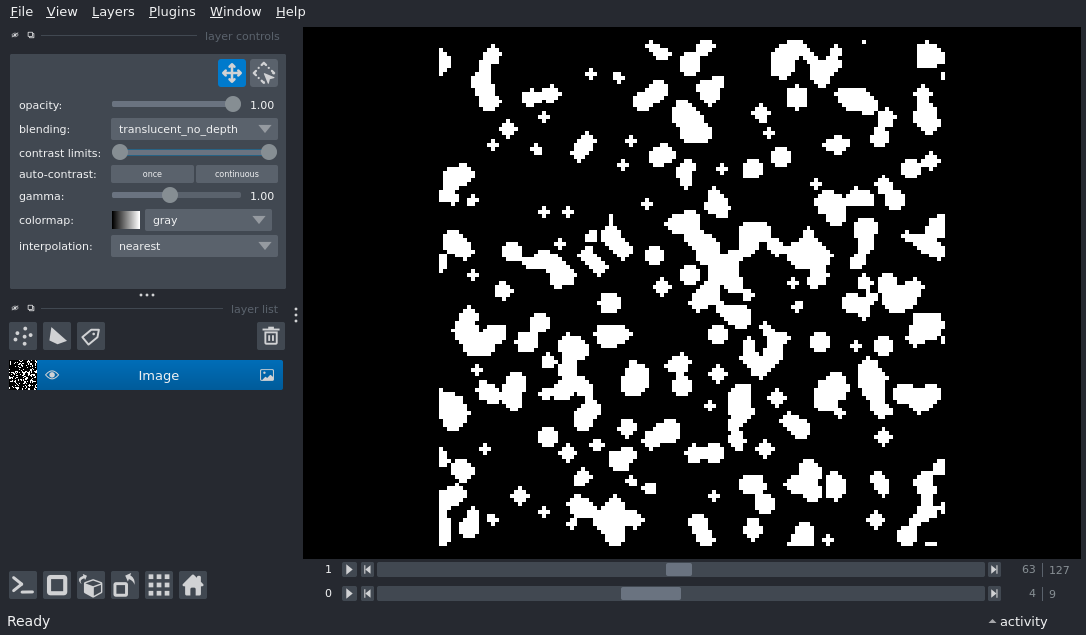 File View Layers Plugins Window Help
layer controls
opacity: 1.00
blending: translucent_no_depth
contrast limits:
auto-contrast: once continuous
gamma: 1.00
colormap: gray
interpolation: nearest
layer list
Image
1 63 127
0 4 9
Ready activity